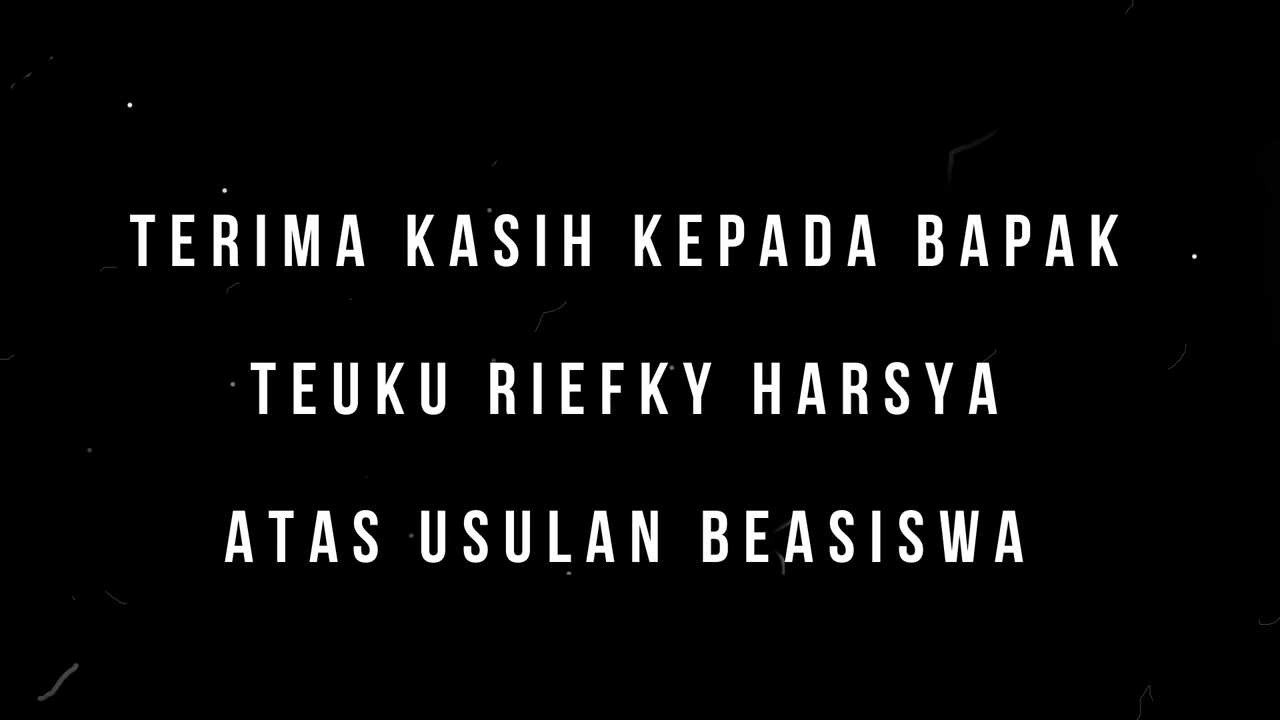 TERIMA KASIH KEPADA BAPAK
TEUKU RIEFKY HARSYA
ATAS USULAN BEASISWA